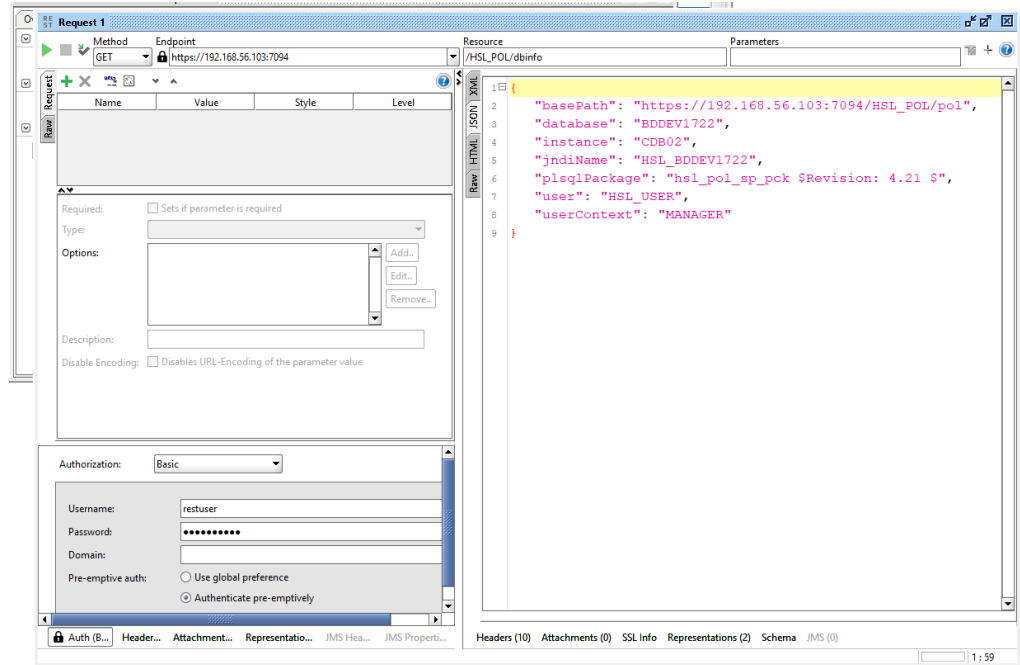 O
RE
ST
Request 1
Method
Endpoint
Resource
Parameters
GET
https://192.168.56.103:7094
/HSL_POL/dbinfo
Request
Raw
Name Value Style Level
Required:
Sets if parameter is required
Type:
Options:
Add..
Edit..
Remove..
Description:
Disable Encoding:
Disables URL-Encoding of the parameter value
Authorization:
Basic
Username:
restuser
Password:
●●●●●●●●●●
Domain:
Pre-emptive auth:
Use global preference
Authenticate pre-emptively
Auth (B... Header... Attachment... Representatio... JMS Hea... JMS Properti...
XML
JSON
HTML
Raw
1 {
2 "basePath": "https://192.168.56.103:7094/HSL_POL/pol",
3 "database": "BDDEV1722",
4 "instance": "CDB02",
5 "jndiName": "HSL_BDDEV1722",
6 "plsqlPackage": "hsl_pol_sp_pck $Revision: 4.21 $",
7 "user": "HSL_USER",
8 "userContext": "MANAGER"
9 }
Headers (10) Attachments (0) SSL Info Representations (2) Schema JMS (0)
1 : 59